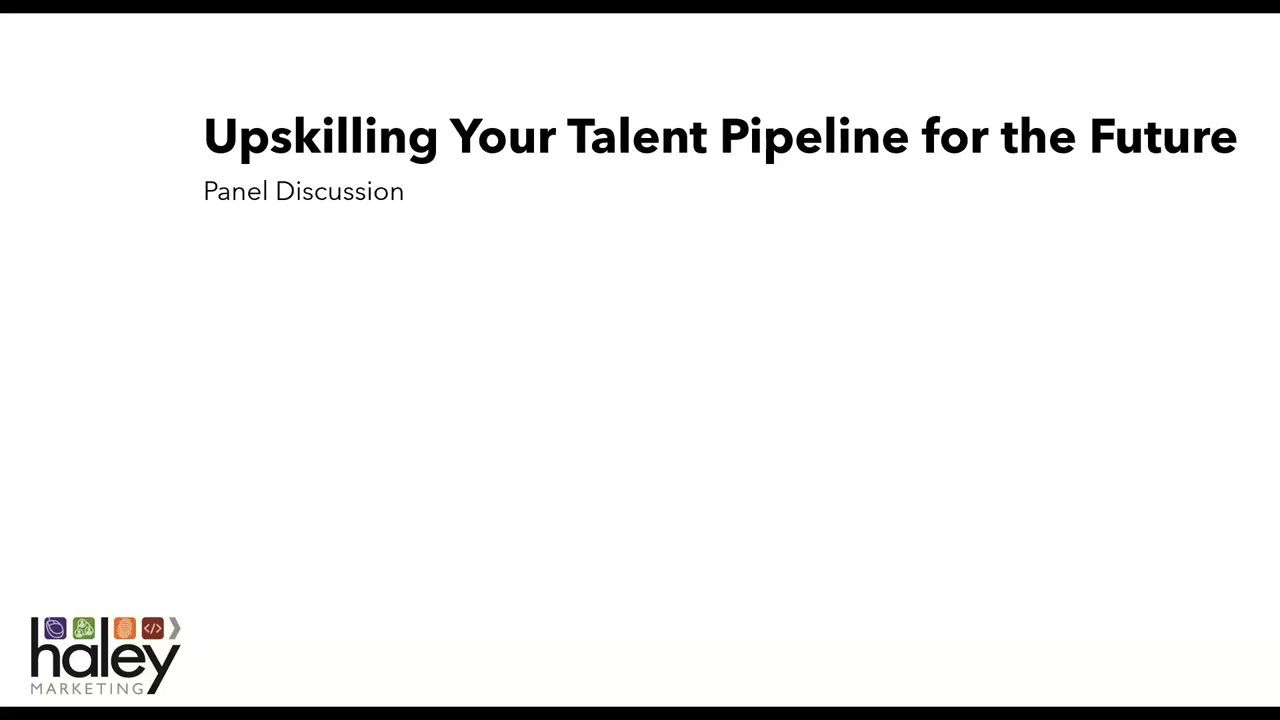 Upskilling Your Talent Pipeline for the Future
Panel Discussion
</>
haley
MARKETING